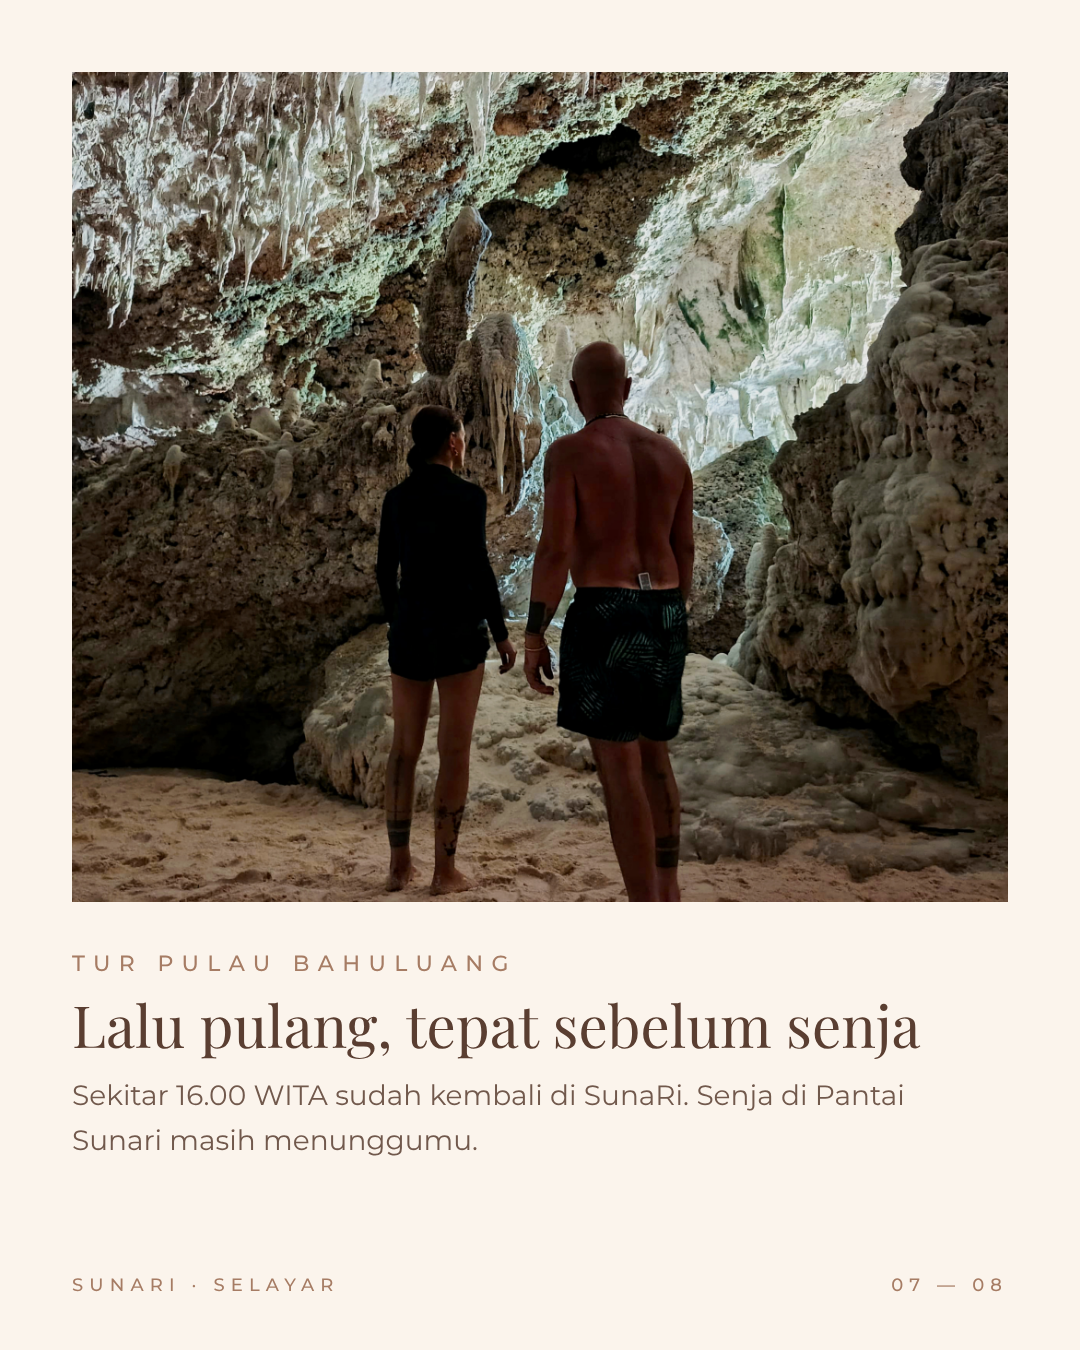 TUR PULAU BAHULUANG
Lalu pulang, tepat sebelum senja
Sekitar 16.00 WITA sudah kembali di SunaRi. Senja di Pantai
Sunari masih menunggumu.
SUNARI · SELAYAR
07 — 08